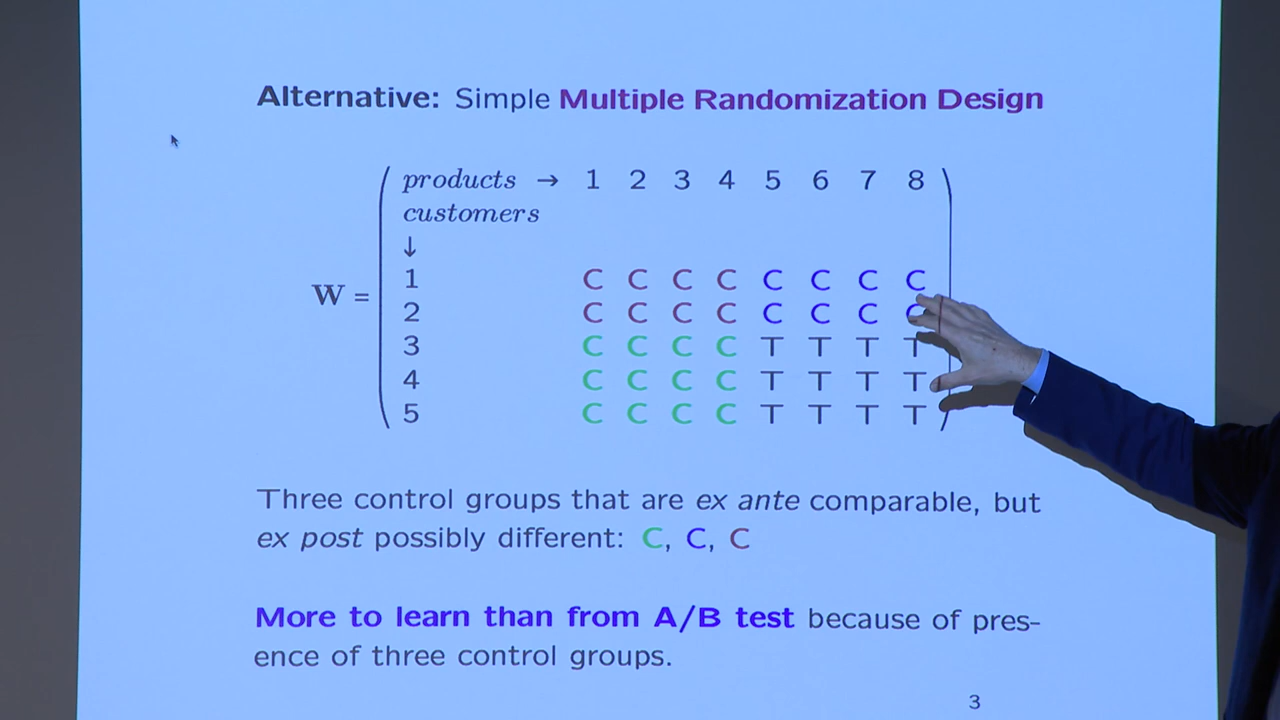 Alternative: Simple Multiple Randomization Design
products → 1 2 3 4 5 6 7 8
customers
↓
1 C C C C C C C C
W = 2 C C C C C C C C
3 C C C C T T T T
4 C C C C T T T T
5 C C C C T T T T
Three control groups that are ex ante comparable, but
ex post possibly different: C, C, C
More to learn than from A/B test because of pres-
ence of three control groups.
3